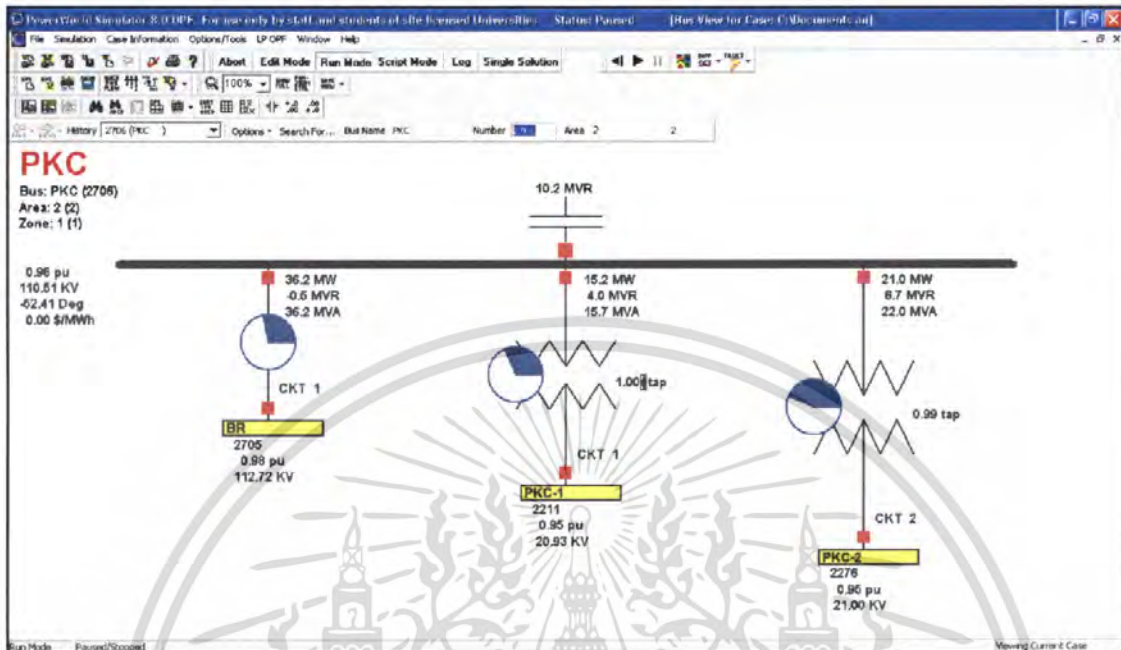 PowerWorld Simulator 8.0 OPF. For use only by staff and students of site licensed Universities Status: Paused [Bus View for Case: C:\Documents an]
File Simulation Case Information Options/Tools LP OPF Window Help
Abort Edit Mode Run Mode Script Mode Log Single Solution
100%
History 2706 (PKC ) Options Search For... Bus Name PKC Number Area 2 2
PKC
Bus: PKC (2706)
Area: 2 (2)
Zone: 1 (1)
10.2 MVR
0.96 pu
110.51 KV
-52.41 Deg
0.00 $/MWh
36.2 MW
-0.5 MVR
36.2 MVA
15.2 MW
4.0 MVR
15.7 MVA
21.0 MW
6.7 MVR
22.0 MVA
tap
0.99 tap
CKT 1
BR
2705
0.98 pu
112.72 KV
CKT 1
PKC-1
2211
0.95 pu
20.93 KV
CKT 2
PKC-2
2276
0.95 pu
21.00 KV
Run Mode Paused/Stopped Viewing Current Case